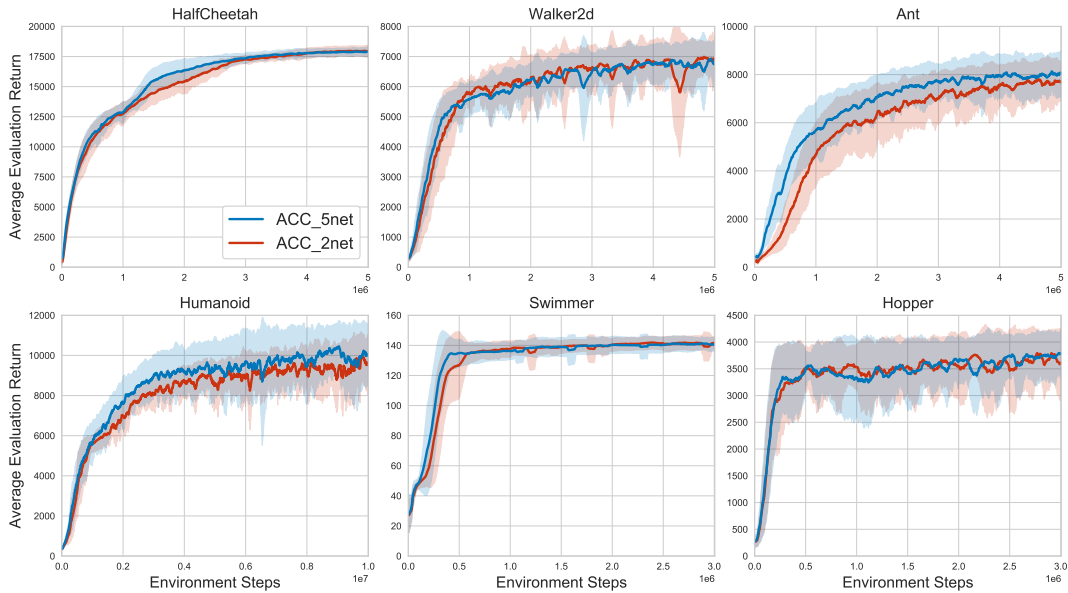 HalfCheetah Walker2d Ant
20000 17500 15000 12500 10000 7500 5000 2500 0
Average Evaluation Return
ACC_5net
ACC_2net
0 1 2 3 4 5
1e6
8000 7000 6000 5000 4000 3000 2000 1000 0
0 1 2 3 4 5
1e6
10000 8000 6000 4000 2000 0
0 1 2 3 4 5
1e6
Humanoid Swimmer Hopper
12000 10000 8000 6000 4000 2000 0
Average Evaluation Return
0.0 0.2 0.4 0.6 0.8 1.0
1e7
Environment Steps
160 140 120 100 80 60 40 20 0
0.0 0.5 1.0 1.5 2.0 2.5 3.0
1e6
Environment Steps
4500 4000 3500 3000 2500 2000 1500 1000 500 0
0.0 0.5 1.0 1.5 2.0 2.5 3.0
1e6
Environment Steps